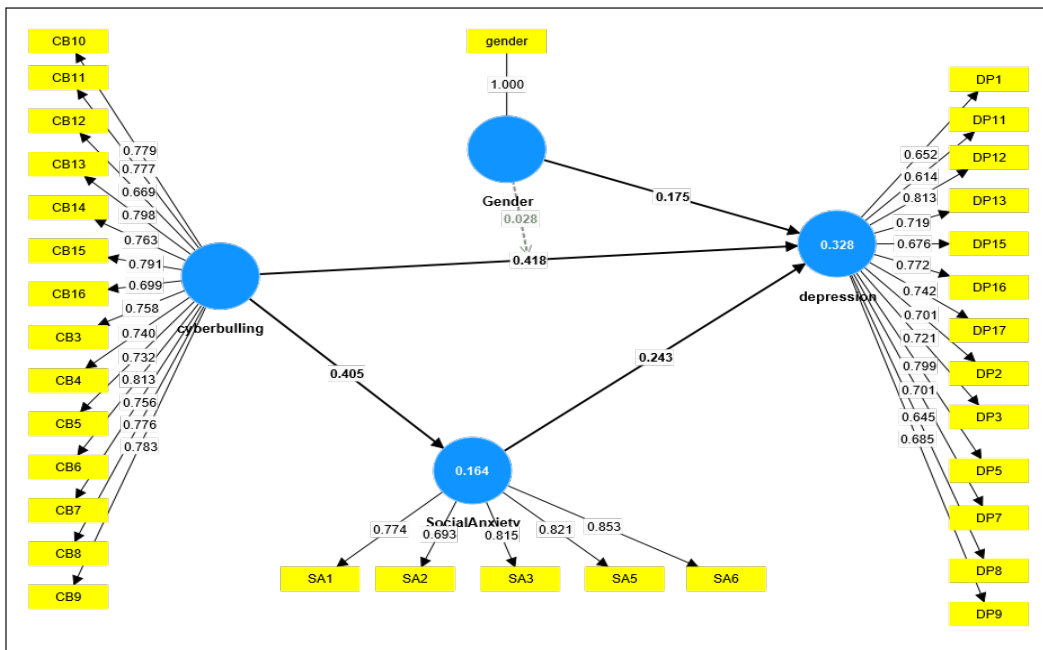 CB10
CB11
CB12
CB13
CB14
CB15
CB16
CB3
CB4
CB5
CB6
CB7
CB8
CB9
0.779
0.777
0.669
0.798
0.763
0.791
0.699
0.758
0.740
0.732
0.813
0.756
0.776
0.783
cyberbulling
gender
1.000
Gender
0.028
0.175
0.418
0.405
0.243
0.164
SocialAnxiety
0.774
0.693
0.815
0.821
0.853
SA1
SA2
SA3
SA5
SA6
0.328
depression
0.652
0.614
0.813
0.719
0.676
0.772
0.742
0.701
0.721
0.799
0.701
0.645
0.685
DP1
DP11
DP12
DP13
DP15
DP16
DP17
DP2
DP3
DP5
DP7
DP8
DP9